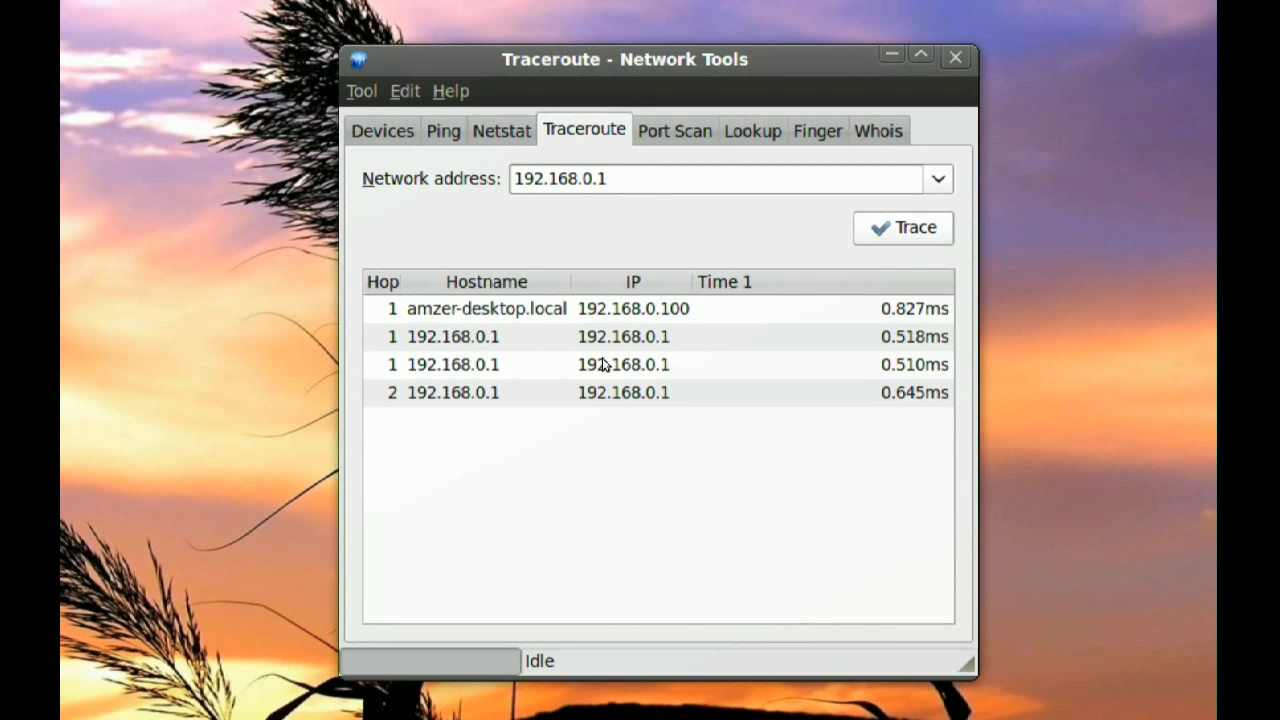 Traceroute - Network Tools
Tool Edit Help
Devices Ping Netstat Traceroute Port Scan Lookup Finger Whois
Network address: 192.168.0.1
Trace
Hop Hostname IP Time 1
1 amzer-desktop.local 192.168.0.100 0.827ms
1 192.168.0.1 192.168.0.1 0.518ms
1 192.168.0.1 192.168.0.1 0.510ms
2 192.168.0.1 192.168.0.1 0.645ms
Idle